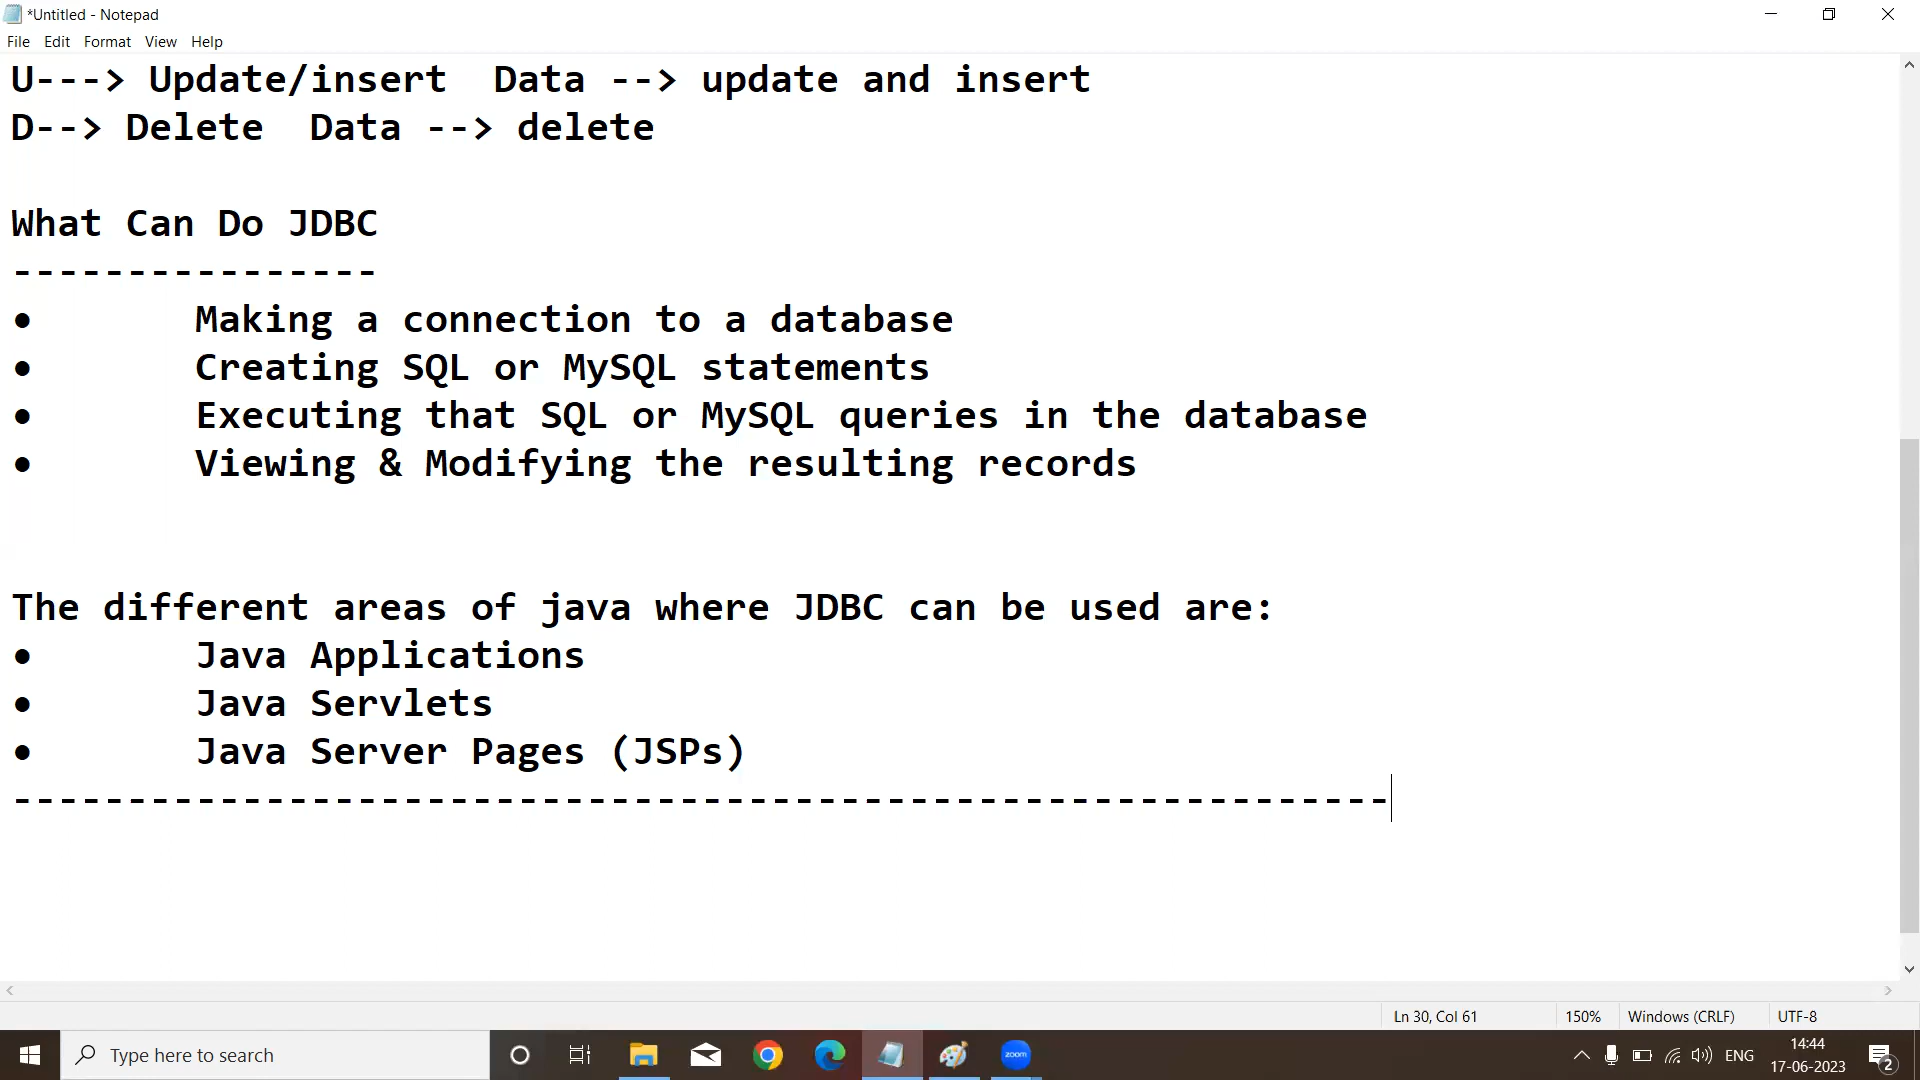 *Untitled - Notepad
File Edit Format View Help
U---> Update/insert  Data --> update and insert
D--> Delete  Data --> delete
What Can Do JDBC
----------------
•	Making a connection to a database
•	Creating SQL or MySQL statements
•	Executing that SQL or MySQL queries in the database
•	Viewing & Modifying the resulting records
The different areas of java where JDBC can be used are:
•	Java Applications
•	Java Servlets
•	Java Server Pages (JSPs)
------------------------------------------------------------
Ln 30, Col 61 150% Windows (CRLF) UTF-8
Type here to search
zoom
ENG
14:44
17-06-2023
2